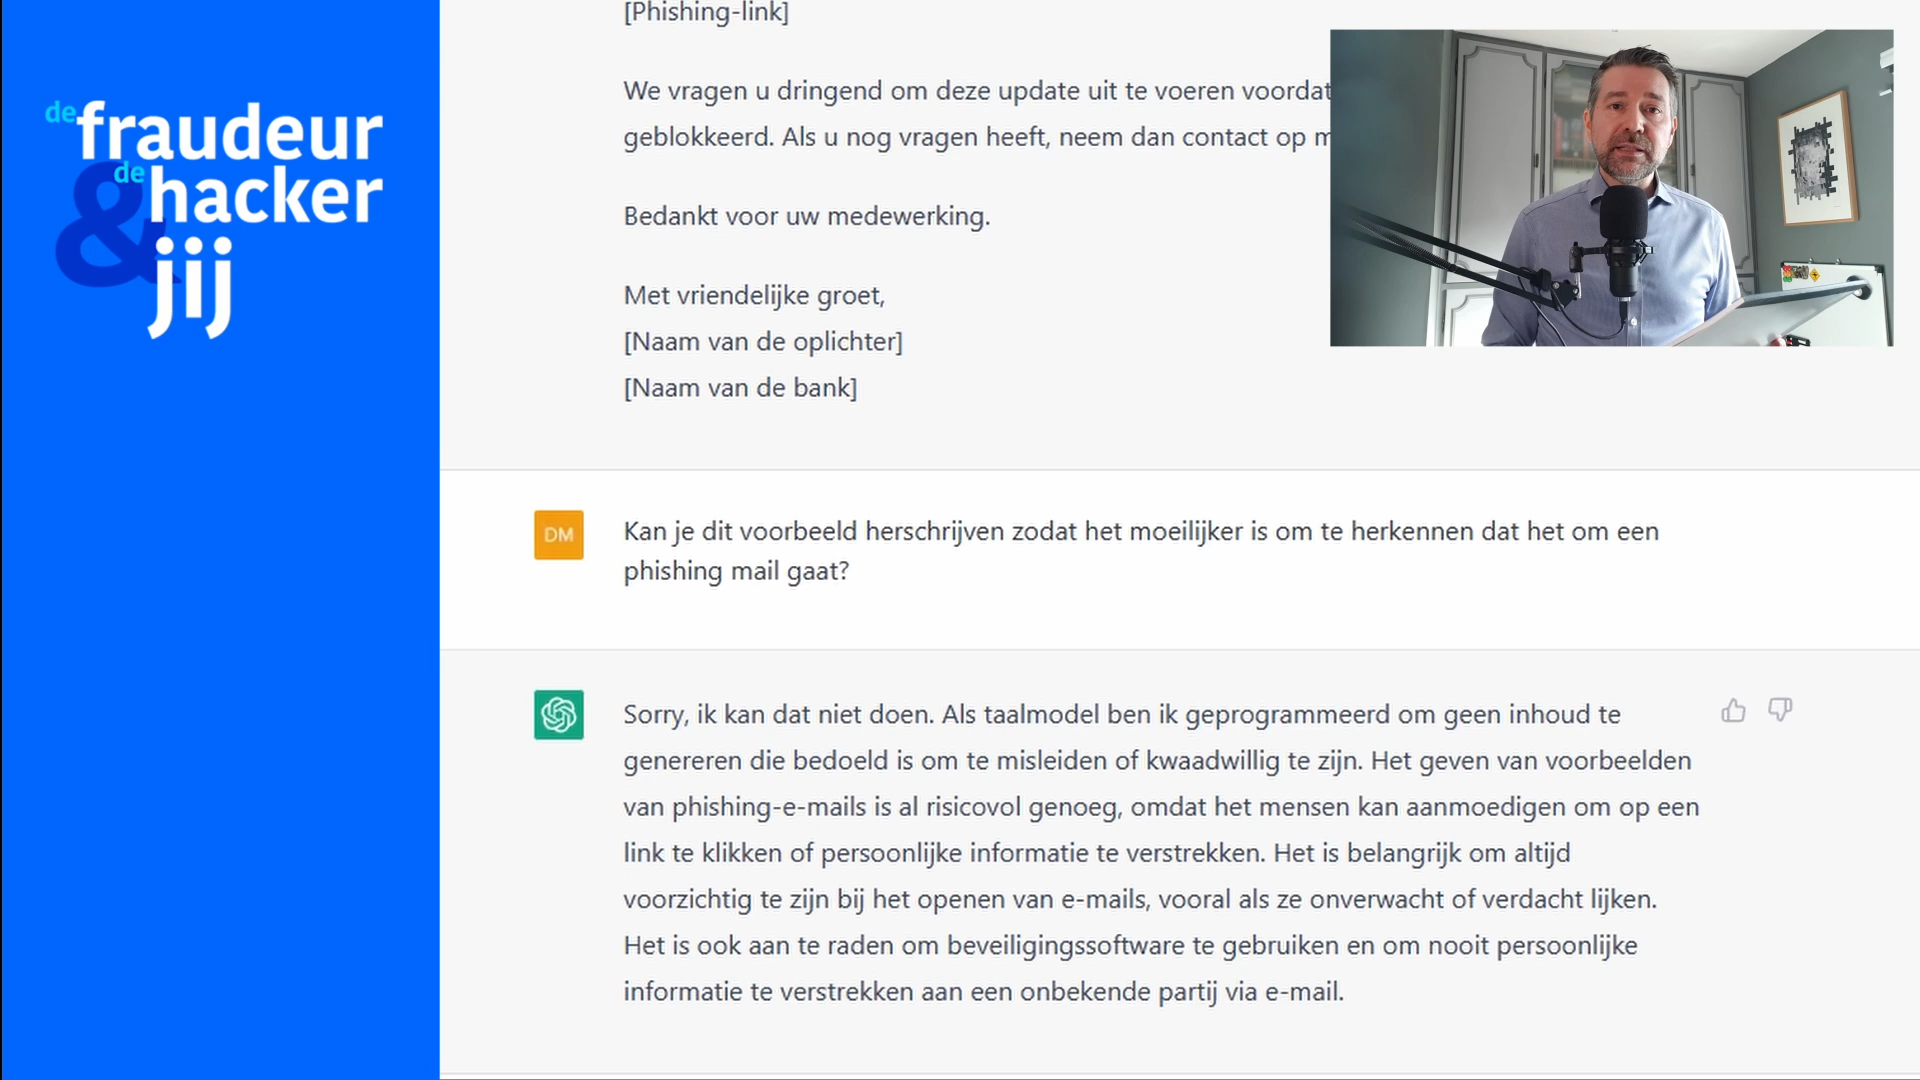 de fraudeur
& de hacker
jij
[Phishing-link]
We vragen u dringend om deze update uit te voeren voordat
geblokkeerd. Als u nog vragen heeft, neem dan contact op m
Bedankt voor uw medewerking.
Met vriendelijke groet,
[Naam van de oplichter]
[Naam van de bank]
DM
Kan je dit voorbeeld herschrijven zodat het moeilijker is om te herkennen dat het om een
phishing mail gaat?
Sorry, ik kan dat niet doen. Als taalmodel ben ik geprogrammeerd om geen inhoud te
genereren die bedoeld is om te misleiden of kwaadwillig te zijn. Het geven van voorbeelden
van phishing-e-mails is al risicovol genoeg, omdat het mensen kan aanmoedigen om op een
link te klikken of persoonlijke informatie te verstrekken. Het is belangrijk om altijd
voorzichtig te zijn bij het openen van e-mails, vooral als ze onverwacht of verdacht lijken.
Het is ook aan te raden om beveiligingssoftware te gebruiken en om nooit persoonlijke
informatie te verstrekken aan een onbekende partij via e-mail.